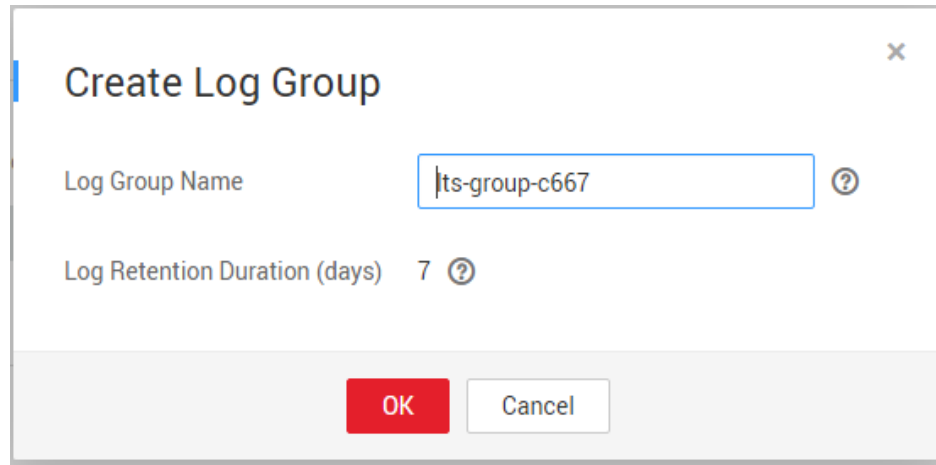 Create Log Group
×
Log Group Name lts-group-c667 ?
Log Retention Duration (days) 7 ?
OK Cancel